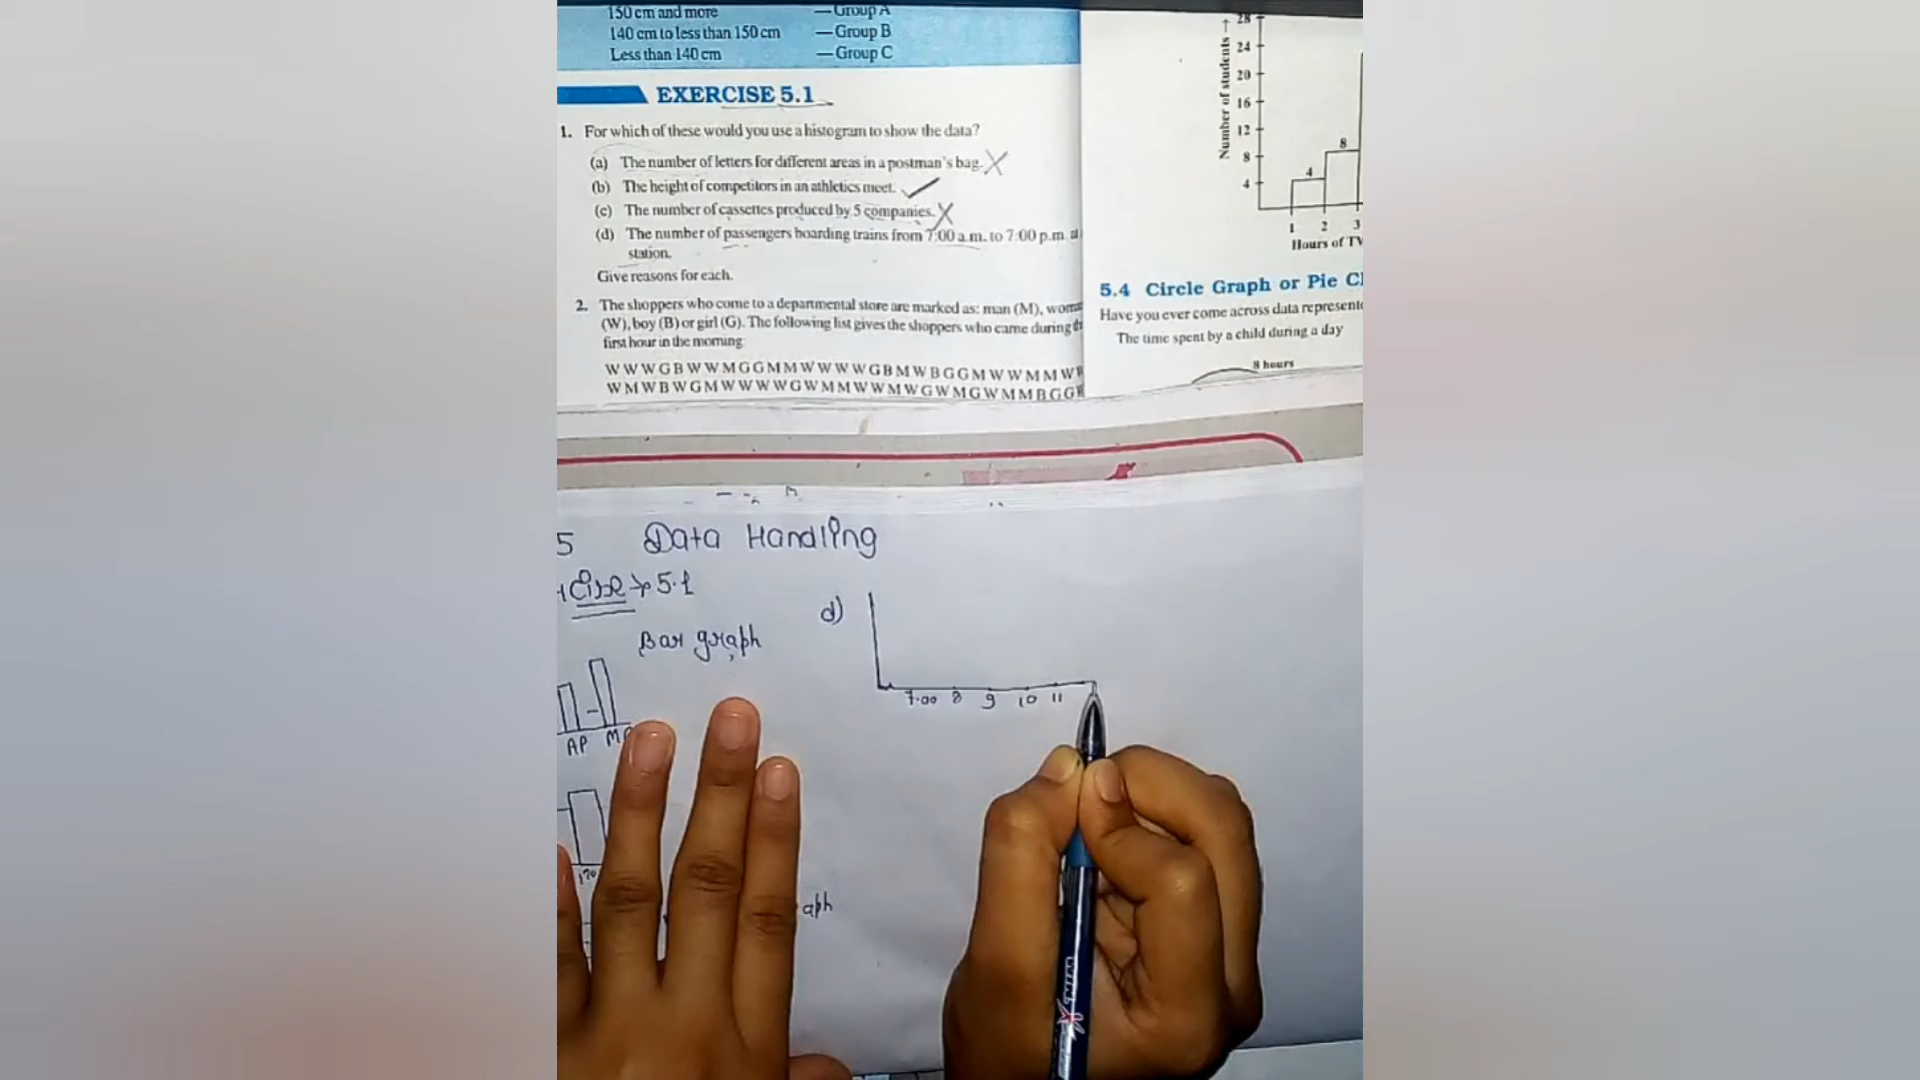 150 cm and more — Group A
140 cm to less than 150 cm — Group B
Less than 140 cm — Group C
EXERCISE 5.1
1. For which of these would you use a histogram to show the data?
(a) The number of letters for different areas in a postman's bag.
(b) The height of competitors in an athletics meet.
(c) The number of cassettes produced by 5 companies.
(d) The number of passengers boarding trains from 7:00 a.m. to 7:00 p.m.
station.
Give reasons for each.
2. The shoppers who come to a departmental store are marked as: man (M),
(W), boy (B) or girl (G). The following list gives the shoppers who came during
first hour in the morning
W W W G B W W M G G M M W W W W G B M W B G G M W W M M W
W M W B W G M W W W W G W M M W W M W G W M G W M M B G G
Number of students →
28
24
20
16
12
8
4
4
8
1 2 3
Hours of TV
5.4 Circle Graph or Pie
Have you ever come across data
The time spent by a child during a day
8 hours
5 Data Handling
5.1
Bar graph
AP
170
d)
7.00 8 9 10 11